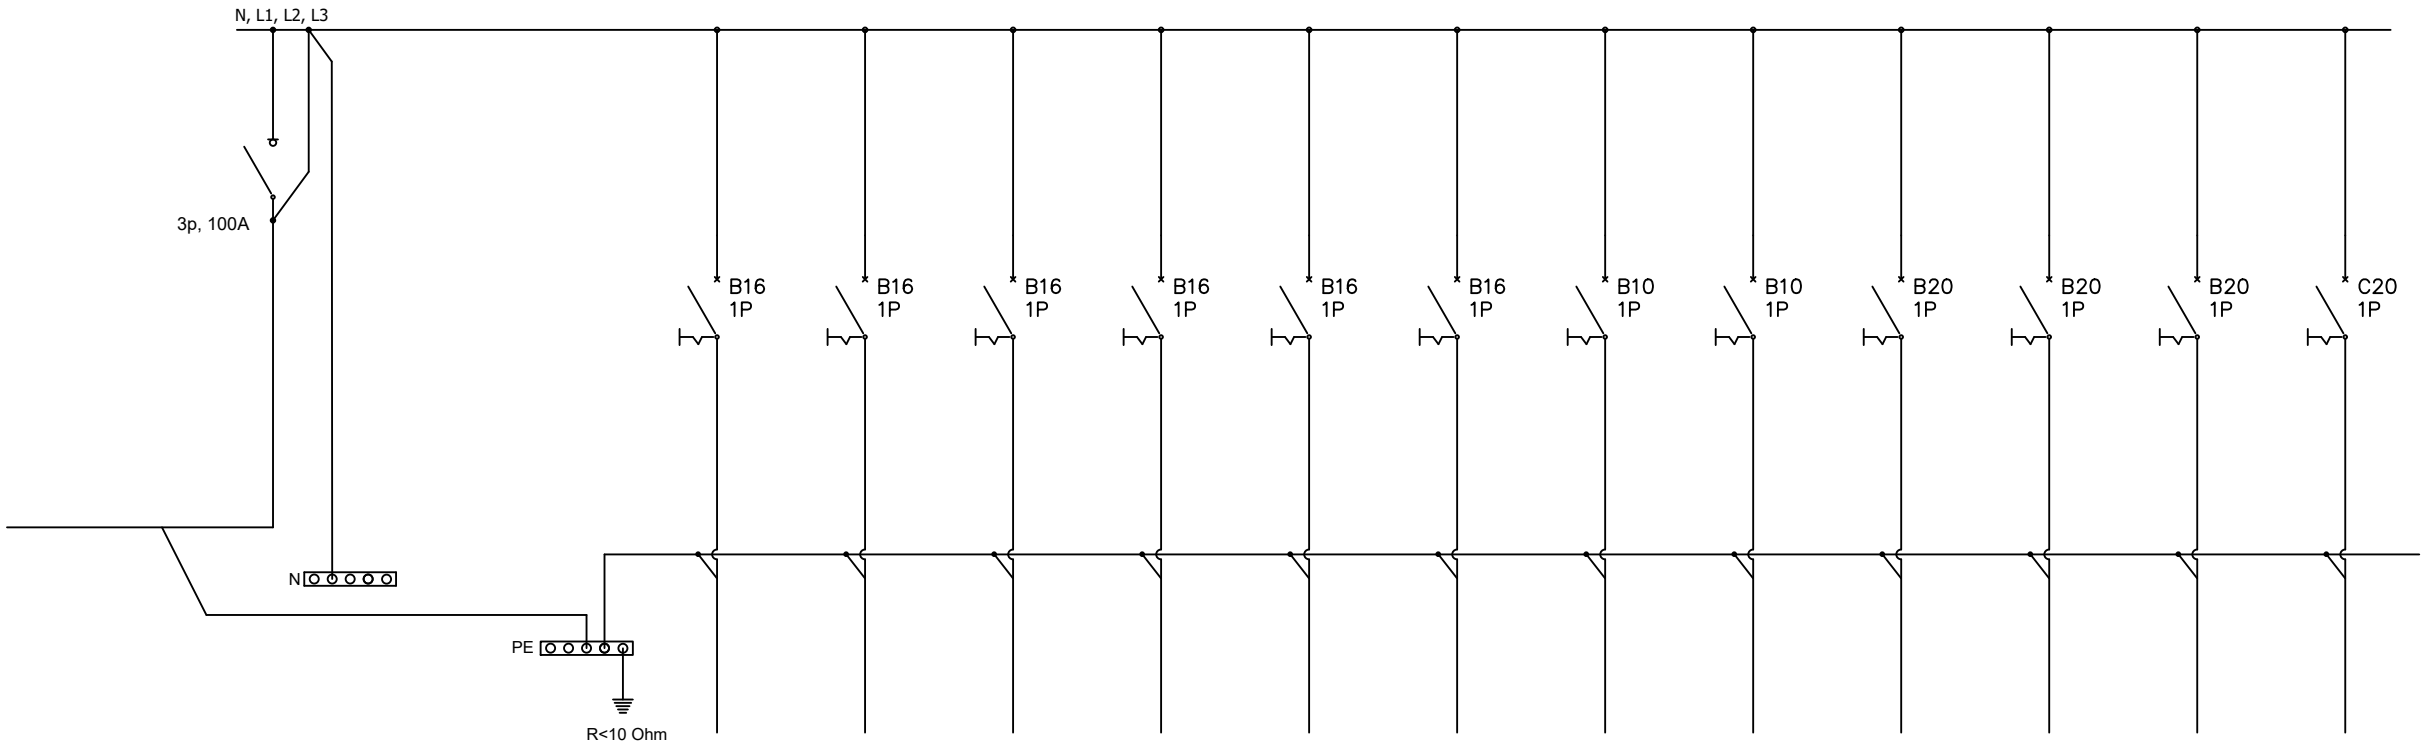 N, L1, L2, L3
3p, 100A
B16
1P
B16
1P
B16
1P
B16
1P
B16
1P
B16
1P
B10
1P
B10
1P
B20
1P
B20
1P
B20
1P
C20
1P
N
PE
R<10 Ohm